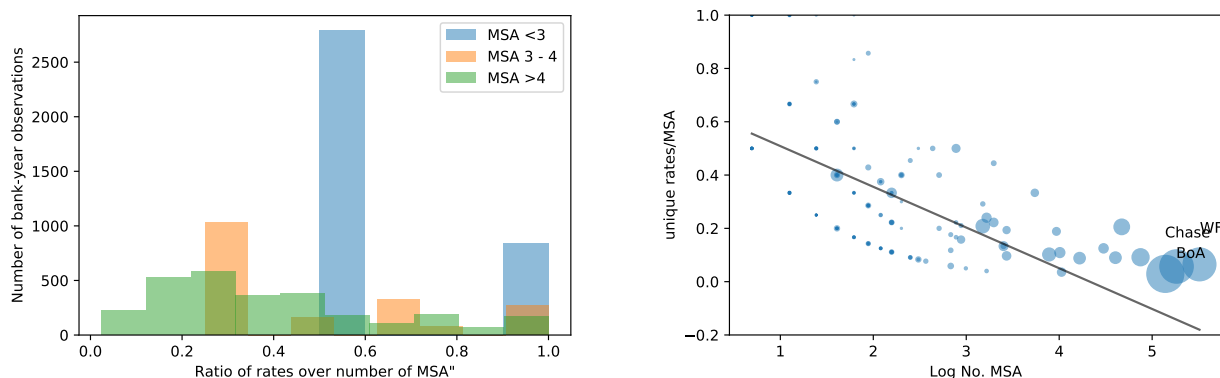 Number of bank-year observations
2500
2000
1500
1000
500
0
0.0 0.2 0.4 0.6 0.8 1.0
Ratio of rates over number of MSA"
MSA <3
MSA 3 - 4
MSA >4
unique rates/MSA
1.0
0.8
0.6
0.4
0.2
0.0
−0.2
1 2 3 4 5
Log No. MSA
Chase
WF
BoA